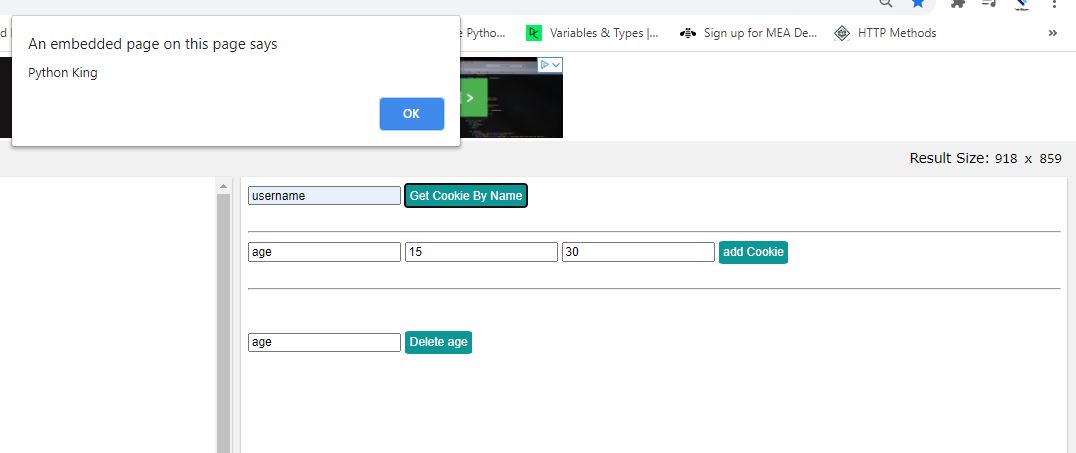 An embedded page on this page says
Python King
OK
e Pytho...
Variables & Types |...
Sign up for MEA De...
HTTP Methods
»
>
Result Size: 918 x 859
username
Get Cookie By Name
age
15
30
add Cookie
age
Delete age